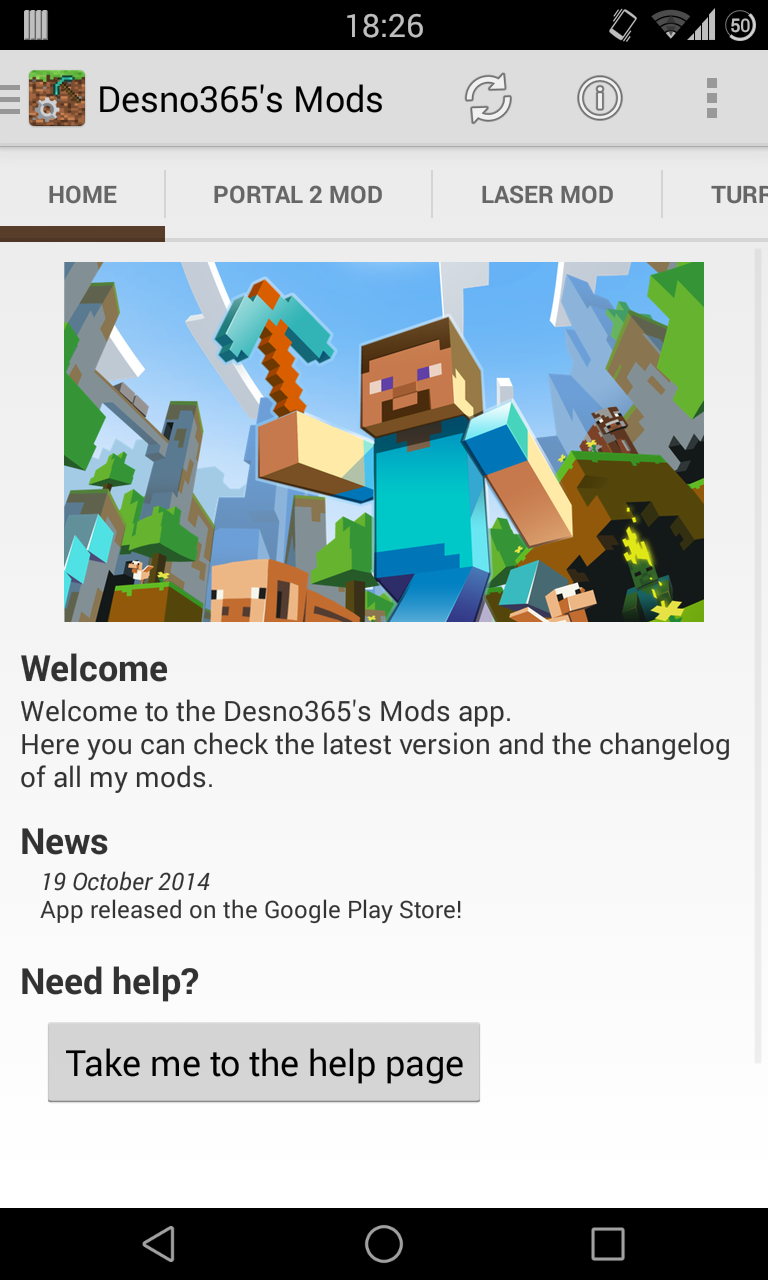 18:26
50
Desno365's Mods
HOME
PORTAL 2 MOD
LASER MOD
TURR
Welcome
Welcome to the Desno365's Mods app.
Here you can check the latest version and the changelog
of all my mods.
News
19 October 2014
App released on the Google Play Store!
Need help?
Take me to the help page